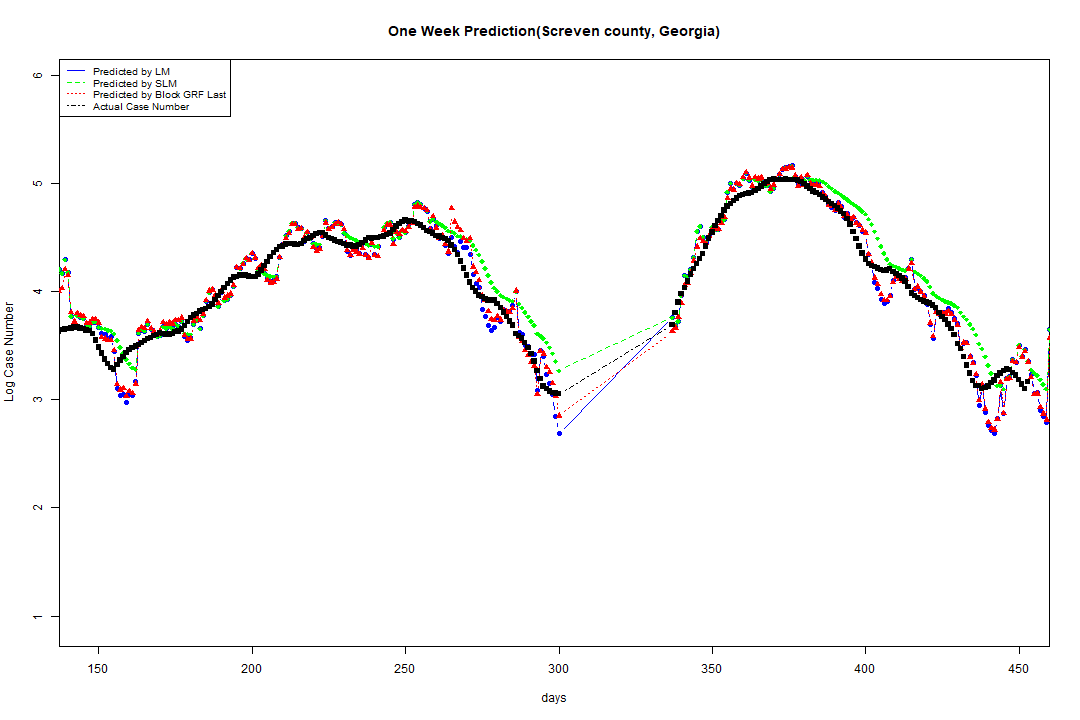 One Week Prediction(Screven county, Georgia)
Predicted by LM
Predicted by SLM
Predicted by Block GRF Last
Actual Case Number
6
5
4
3
2
1
Log Case Number
150 200 250 300 350 400 450
days